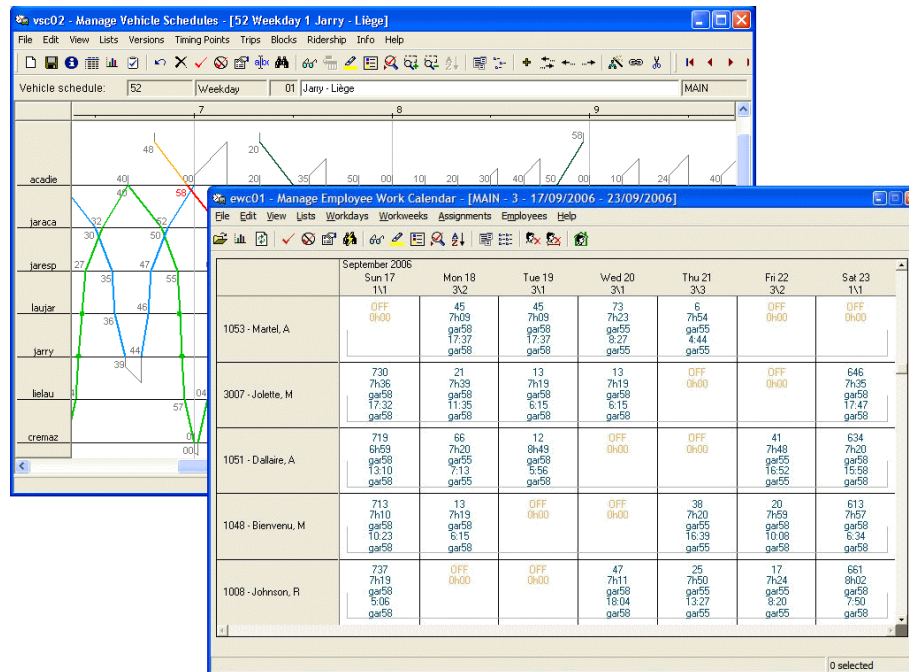 vsc02 - Manage Vehicle Schedules - [52 Weekday 1 Jarry - Liège]
File Edit View Lists Versions Timing Points Trips Blocks Ridership Info Help
Vehicle schedule: 52 Weekday 01 Jarry - Liège MAIN
7 8 9
48 20 58
acadie 40 00 20 35 50 00 10 20 30 40 50 00 10 24 40
48 58
jaraca 32 52
30 50
jaresp 27 47
35 55
laujar 46
36
jarry 44
39
lielau 04
57
cremaz
00
ewc01 - Manage Employee Work Calendar - [MAIN - 3 - 17/09/2006 - 23/09/2006]
File Edit View Lists Workdays Workweeks Assignments Employees Help
September 2006
Sun 17 Mon 18 Tue 19 Wed 20 Thu 21 Fri 22 Sat 23
1\1 3\2 3\1 3\1 3\3 3\2 1\1
OFF 45 45 73 6 OFF OFF
0h00 7h09 7h09 7h23 7h54 0h00 0h00
1053 - Martel, A gar58 gar58 gar55 gar55
17:37 17:37 8:27 4:44
gar58 gar58 gar55 gar55
730 21 13 13 OFF OFF 646
7h36 7h39 7h19 7h19 0h00 0h00 7h35
3007 - Jolette, M gar58 gar58 gar58 gar58 gar58
17:32 11:35 6:15 6:15 17:47
gar58 gar58 gar58 gar58 gar58
719 66 12 OFF OFF 41 634
6h59 7h20 8h49 0h00 0h00 7h48 7h20
1051 - Dallaire, A gar58 gar55 gar58 gar55 gar58
13:10 7:13 5:56 16:52 15:58
gar58 gar55 gar58 gar55 gar58
713 13 OFF OFF 38 20 613
7h10 7h19 0h00 0h00 7h20 7h59 7h57
1048 - Bienvenu, M gar58 gar58 gar55 gar58 gar58
10:23 6:15 16:39 10:08 6:34
gar58 gar58 gar55 gar58 gar58
737 OFF OFF 47 25 17 661
7h19 0h00 0h00 7h11 7h50 7h24 8h02
1008 - Johnson, R gar58 gar58 gar55 gar55 gar58
5:06 18:04 13:27 8:20 7:50
gar58 gar58 gar55 gar55 gar58
0 selected